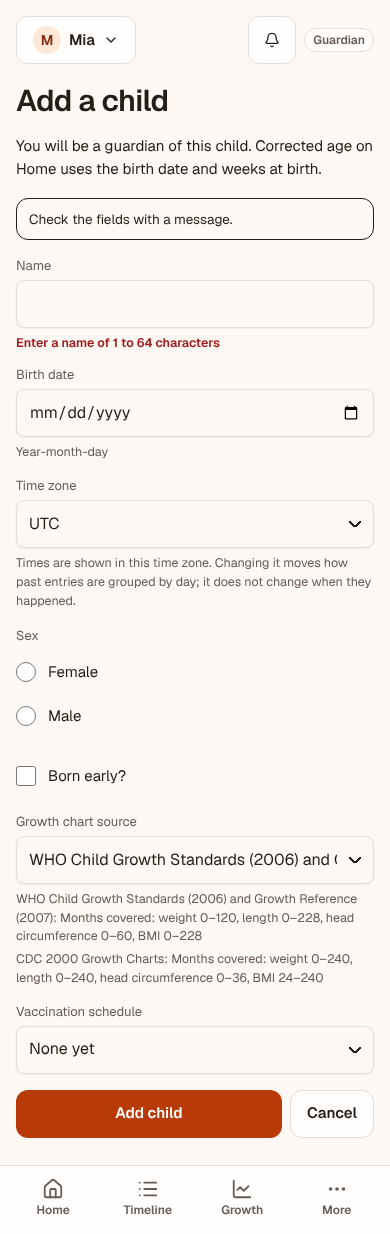 M Mia
Guardian
Add a child
You will be a guardian of this child. Corrected age on
Home uses the birth date and weeks at birth.
Check the fields with a message.
Name
Enter a name of 1 to 64 characters
Birth date
mm/dd/yyyy
Year-month-day
Time zone
UTC
Times are shown in this time zone. Changing it moves how
past entries are grouped by day; it does not change when they
happened.
Sex
Female
Male
Born early?
Growth chart source
WHO Child Growth Standards (2006) and
WHO Child Growth Standards (2006) and Growth Reference
(2007): Months covered: weight 0–120, length 0–228, head
circumference 0–60, BMI 0–228
CDC 2000 Growth Charts: Months covered: weight 0–240,
length 0–240, head circumference 0–36, BMI 24–240
Vaccination schedule
None yet
Add child
Cancel
Home
Timeline
Growth
More